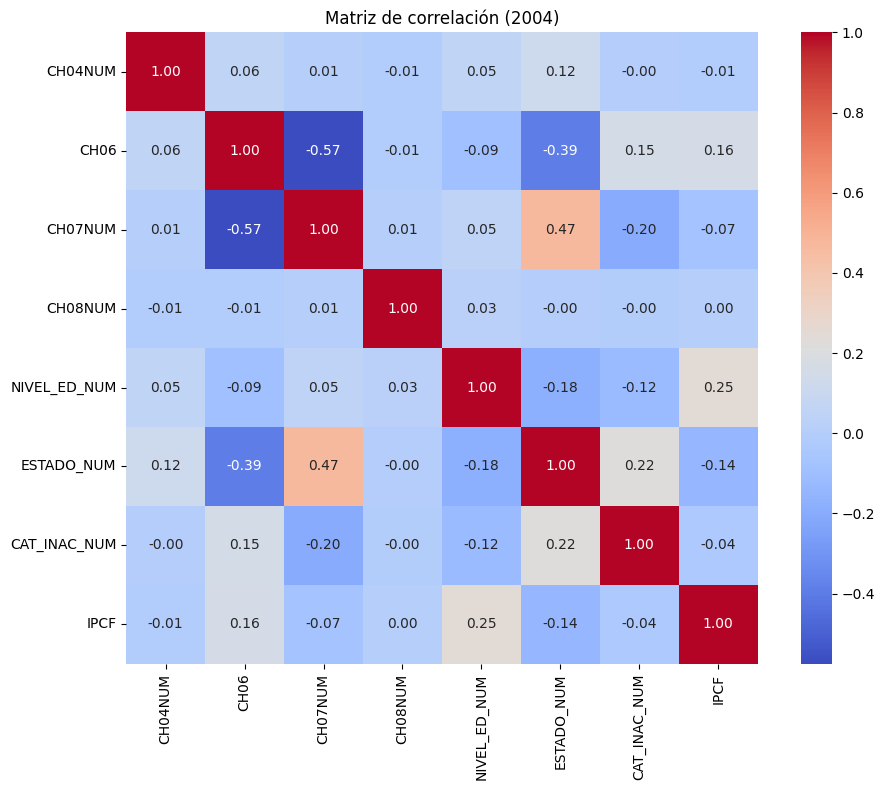 Matriz de correlación (2004)
CH04NUM 1.00 0.06 0.01 -0.01 0.05 0.12 -0.00 -0.01
CH06 0.06 1.00 -0.57 -0.01 -0.09 -0.39 0.15 0.16
CH07NUM 0.01 -0.57 1.00 0.01 0.05 0.47 -0.20 -0.07
CH08NUM -0.01 -0.01 0.01 1.00 0.03 -0.00 -0.00 0.00
NIVEL_ED_NUM 0.05 -0.09 0.05 0.03 1.00 -0.18 -0.12 0.25
ESTADO_NUM 0.12 -0.39 0.47 -0.00 -0.18 1.00 0.22 -0.14
CAT_INAC_NUM -0.00 0.15 -0.20 -0.00 -0.12 0.22 1.00 -0.04
IPCF -0.01 0.16 -0.07 0.00 0.25 -0.14 -0.04 1.00
CH04NUM CH06 CH07NUM CH08NUM NIVEL_ED_NUM ESTADO_NUM CAT_INAC_NUM IPCF
1.0
0.8
0.6
0.4
0.2
0.0
−0.2
−0.4